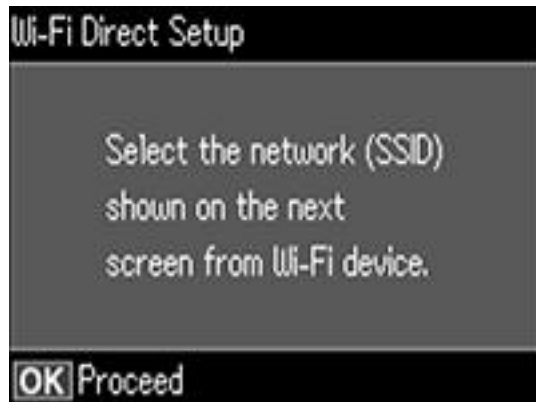 Wi-Fi Direct Setup
Select the network (SSID)
shown on the next
screen from Wi-Fi device.
OK Proceed